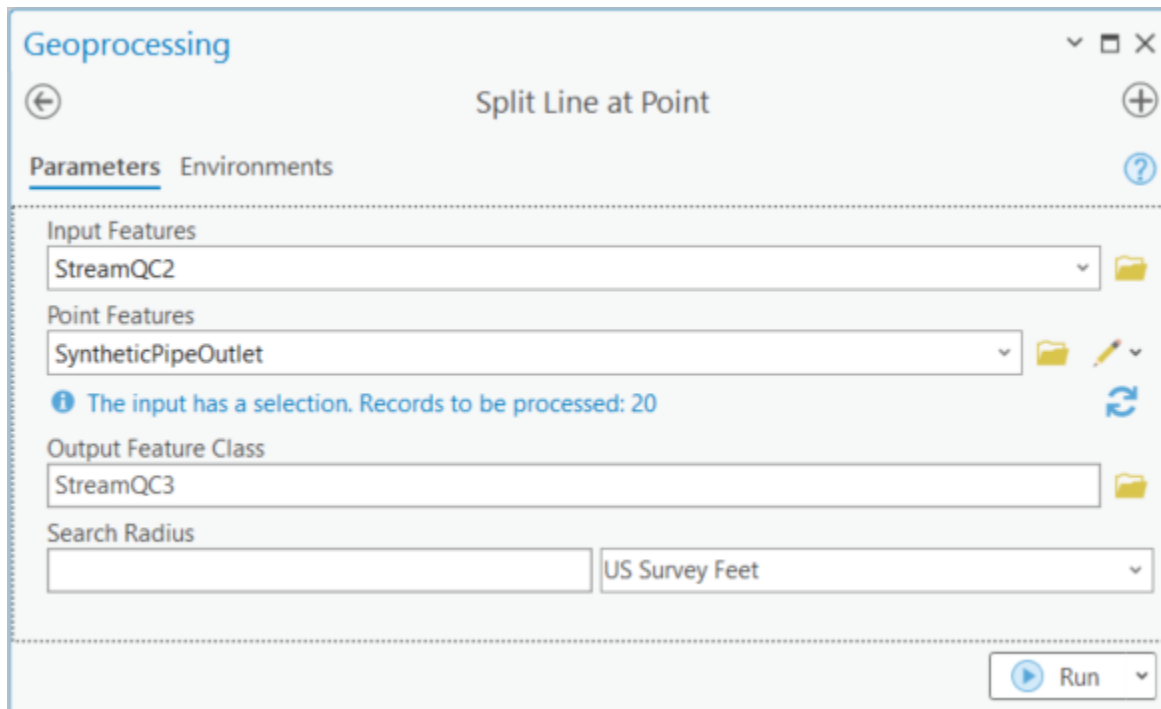 Geoprocessing
Split Line at Point
Parameters Environments
Input Features
StreamQC2
Point Features
SyntheticPipeOutlet
The input has a selection. Records to be processed: 20
Output Feature Class
StreamQC3
Search Radius
US Survey Feet
Run